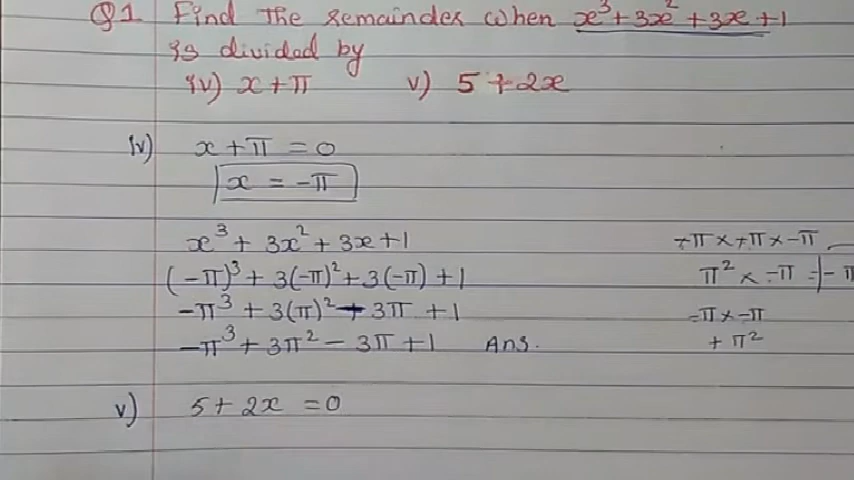 Q1 Find the remainder when x³ + 3x² + 3x + 1
is divided by
iv) x + π v) 5 + 2x
iv) x + π = 0
x = -π
x³ + 3x² + 3x + 1
(-π)³ + 3(-π)² + 3(-π) + 1
-π³ + 3(π)² - 3π + 1
-π³ + 3π² - 3π + 1 Ans.
-π × -π × -π
π² × -π = -π
-π × -π
+ π²
v) 5 + 2x = 0